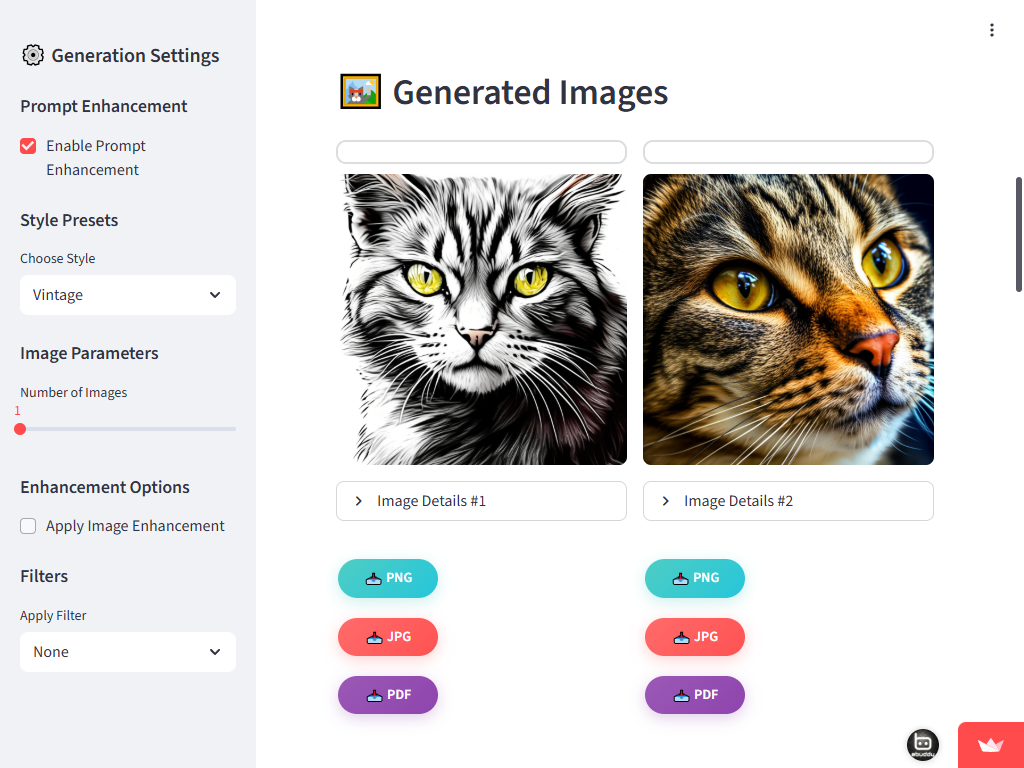 Generation Settings
Prompt Enhancement
Enable Prompt
Enhancement
Style Presets
Choose Style
Vintage
Image Parameters
Number of Images
1
Enhancement Options
Apply Image Enhancement
Filters
Apply Filter
None
Generated Images
Image Details #1
Image Details #2
PNG
PNG
JPG
JPG
PDF
PDF